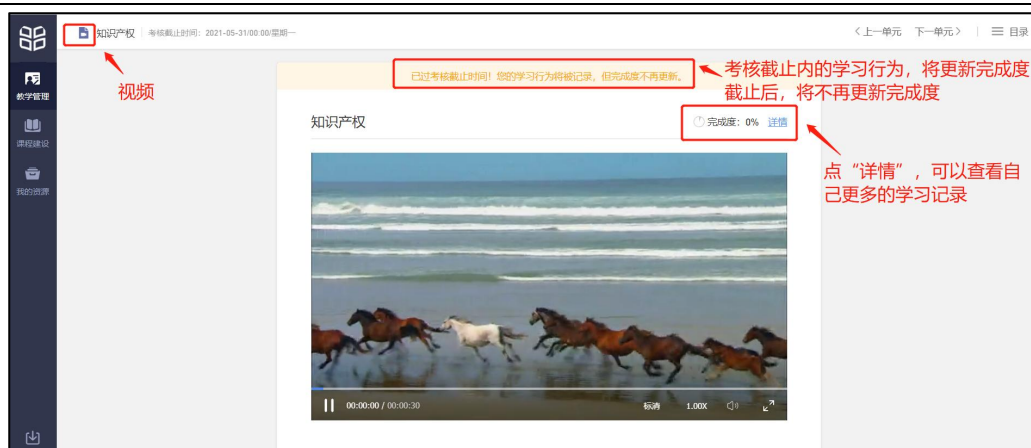 知识产权 考核截止时间：2021-05-31/00:00/星期一
<上一单元 下一单元> 目录
教学管理
课程建设
我的资源
视频
已过考核截止时间！您的学习行为将被记录，但完成度不再更新。
考核截止内的学习行为，将更新完成度
截止后，将不再更新完成度
知识产权
完成度：0% 详情
点“详情”，可以查看自
己更多的学习记录
00:00:00 / 00:00:30 标清 1.00X